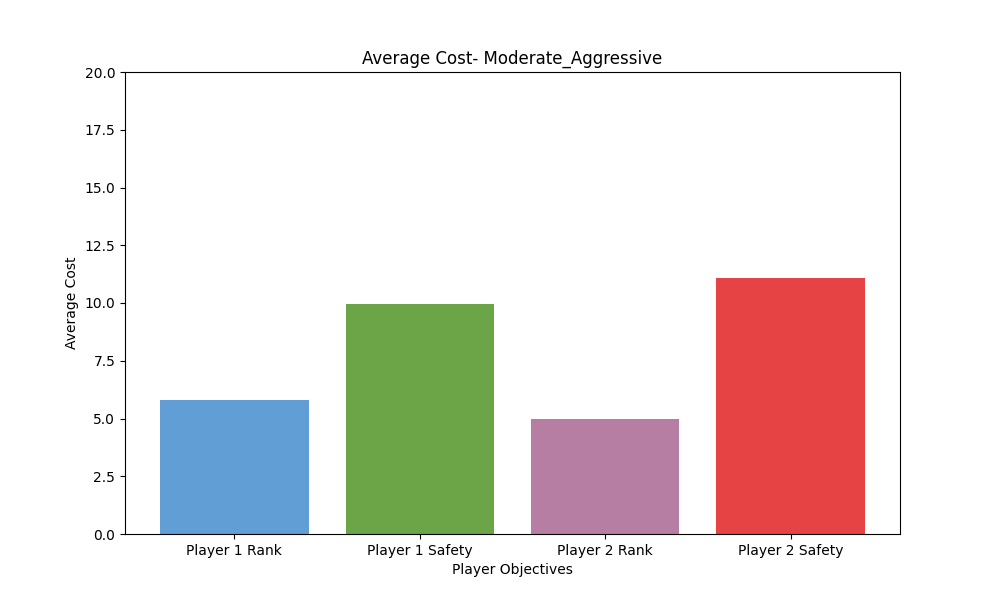 Average Cost- Moderate_Aggressive
20.0
17.5
15.0
12.5
10.0
7.5
5.0
2.5
0.0
Average Cost
Player 1 Rank
Player 1 Safety
Player 2 Rank
Player 2 Safety
Player Objectives